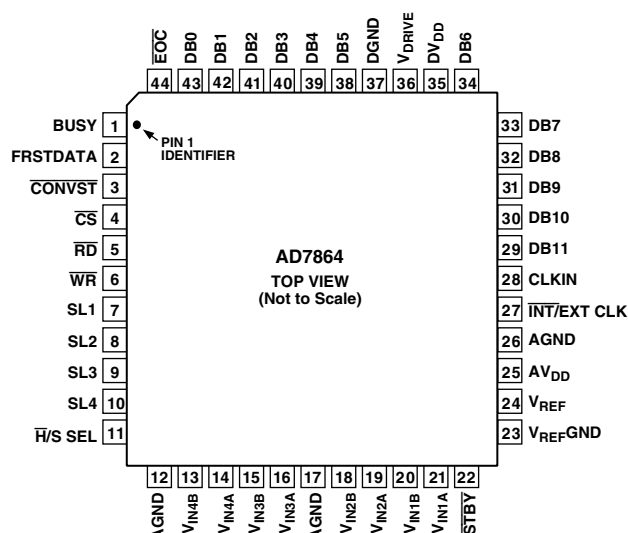 EOC DB0 DB1 DB2 DB3 DB4 DB5 DGND VDRIVE DVDD DB6
44 43 42 41 40 39 38 37 36 35 34
BUSY 1
FRSTDATA 2
CONVST 3
CS 4
RD 5
WR 6
SL1 7
SL2 8
SL3 9
SL4 10
H/S SEL 11
PIN 1
IDENTIFIER
AD7864
TOP VIEW
(Not to Scale)
33 DB7
32 DB8
31 DB9
30 DB10
29 DB11
28 CLKIN
27 INT/EXT CLK
26 AGND
25 AVDD
24 VREF
23 VREFGND
12 13 14 15 16 17 18 19 20 21 22
AGND VIN4B VIN4A VIN3B VIN3A AGND VIN2B VIN2A VIN1B VIN1A STBY